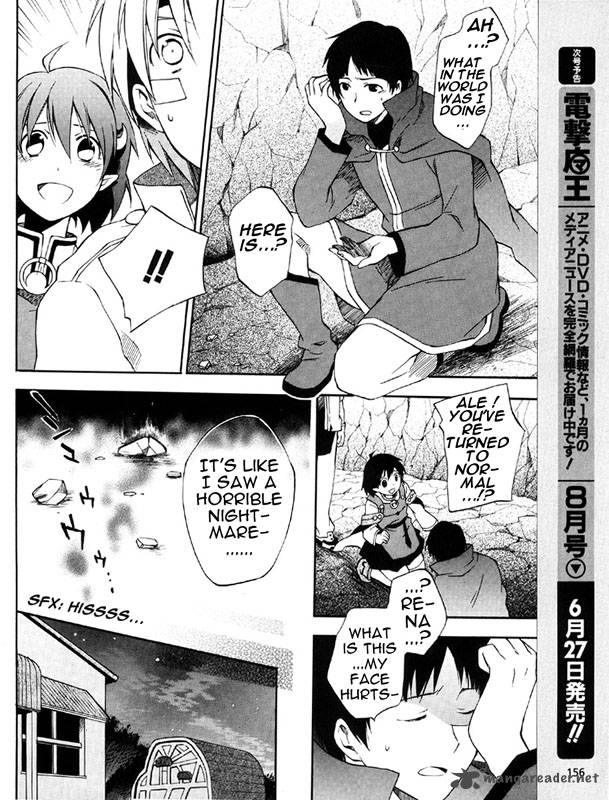 AH
....?
WHAT
IN THE
WORLD
WAS I
DOING
...
HERE
IS...?
!!
ALE!
YOU'VE
RE-
TURNED
TO
NOR-
MAL
...!?
IT'S LIKE
I SAW A
HORRIBLE
NIGHT-
MARE-
......
SFX: HISSSS...
...?
RE-
NA...
WHAT
IS THIS
...MY
FACE
HURTS-
次号予告
電撃マ王
アニメ・DVD・コミック情報など、1ヵ月の
メディアニュースを完全網羅でお届け中です!
8月号
6月27日発売!!
156
mangareader.net